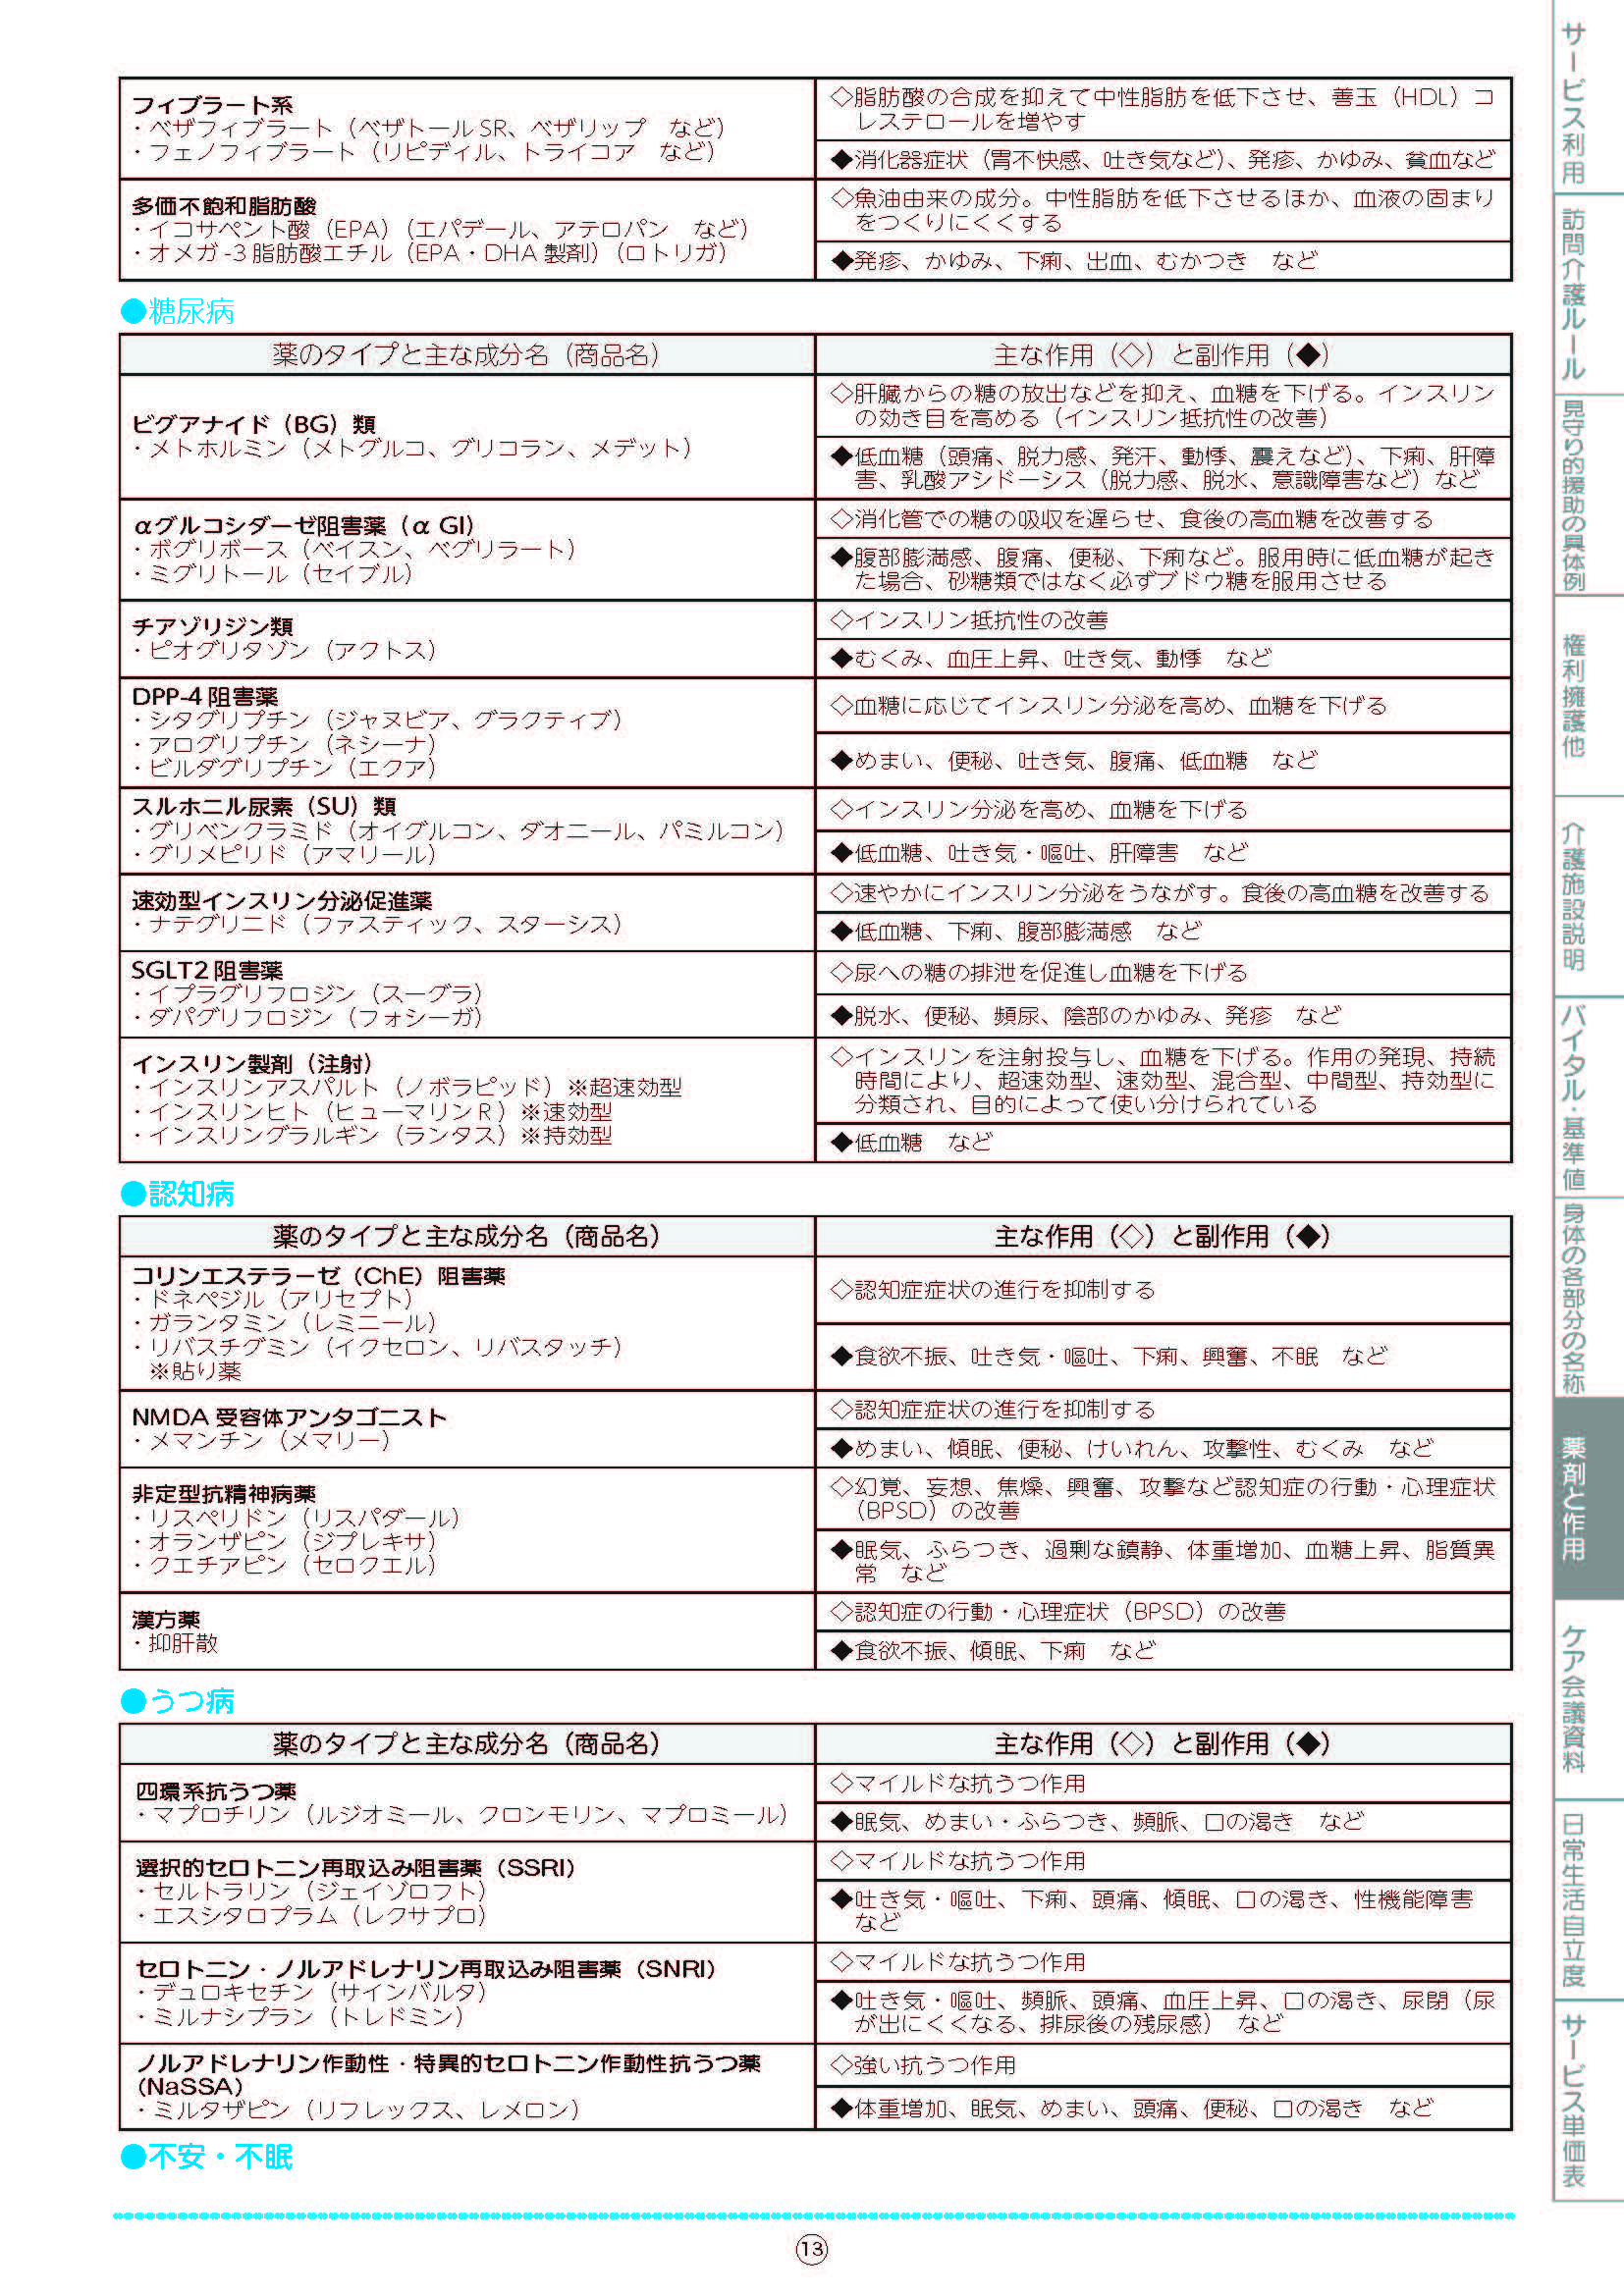 フィブラート系
・ベザフィブラート（ベザトール SR、ベザリップ　など）
・フェノフィブラート（リピディル、トライコア　など）
◇脂肪酸の合成を抑えて中性脂肪を低下させ、善玉（HDL）コ
レステロールを増やす
◆消化器症状（胃不快感、吐き気など）、発疹、かゆみ、貧血など
多価不飽和脂肪酸
・イコサペント酸（EPA）（エパデール、アテロパン　など）
・オメガ -3 脂肪酸エチル（EPA・DHA 製剤）（ロトリガ）
◇魚油由来の成分。中性脂肪を低下させるほか、血液の固まり
をつくりにくくする
◆発疹、かゆみ、下痢、出血、むかつき　など
●糖尿病
薬のタイプと主な成分名（商品名）
主な作用（◇）と副作用（◆）
ビグアナイド（BG）類
・メトホルミン（メトグルコ、グリコラン、メデット）
◇肝臓からの糖の放出などを抑え、血糖を下げる。インスリン
の効き目を高める（インスリン抵抗性の改善）
◆低血糖（頭痛、脱力感、発汗、動悸、震えなど）、下痢、肝障
害、乳酸アシドーシス（脱力感、脱水、意識障害など）など
αグルコシダーゼ阻害薬（α GI）
・ボグリボース（ベイスン、ベグリラート）
・ミグリトール（セイブル）
◇消化管での糖の吸収を遅らせ、食後の高血糖を改善する
◆腹部膨満感、腹痛、便秘、下痢など。服用時に低血糖が起き
た場合、砂糖類ではなく必ずブドウ糖を服用させる
チアゾリジン類
・ピオグリタゾン（アクトス）
◇インスリン抵抗性の改善
◆むくみ、血圧上昇、吐き気、動悸　など
DPP-4 阻害薬
・シタグリプチン（ジャヌビア、グラクティブ）
・アログリプチン（ネシーナ）
・ビルダグリプチン（エクア）
◇血糖に応じてインスリン分泌を高め、血糖を下げる
◆めまい、便秘、吐き気、腹痛、低血糖　など
スルホニル尿素（SU）類
・グリベンクラミド（オイグルコン、ダオニール、パミルコン）
・グリメピリド（アマリール）
◇インスリン分泌を高め、血糖を下げる
◆低血糖、吐き気・嘔吐、肝障害　など
速効型インスリン分泌促進薬
・ナテグリニド（ファスティック、スターシス）
◇速やかにインスリン分泌をうながす。食後の高血糖を改善する
◆低血糖、下痢、腹部膨満感　など
SGLT2 阻害薬
・イプラグリフロジン（スーグラ）
・ダパグリフロジン（フォシーガ）
◇尿への糖の排泄を促進し血糖を下げる
◆脱水、便秘、頻尿、陰部のかゆみ、発疹　など
インスリン製剤（注射）
・インスリンアスパルト（ノボラピッド）※超速効型
・インスリンヒト（ヒューマリンＲ）※速効型
・インスリングラルギン（ランタス）※持効型
◇インスリンを注射投与し、血糖を下げる。作用の発現、持続
時間により、超速効型、速効型、混合型、中間型、持効型に
分類され、目的によって使い分けられている
◆低血糖　など
●認知病
薬のタイプと主な成分名（商品名）
主な作用（◇）と副作用（◆）
コリンエステラーゼ（ChE）阻害薬
・ドネペジル（アリセプト）
・ガランタミン（レミニール）
・リバスチグミン（イクセロン、リバスタッチ）
※貼り薬
◇認知症症状の進行を抑制する
◆食欲不振、吐き気・嘔吐、下痢、興奮、不眠　など
NMDA 受容体アンタゴニスト
・メマンチン（メマリー）
◇認知症症状の進行を抑制する
◆めまい、傾眠、便秘、けいれん、攻撃性、むくみ　など
非定型抗精神病薬
・リスペリドン（リスパダール）
・オランザピン（ジプレキサ）
・クエチアピン（セロクエル）
◇幻覚、妄想、焦燥、興奮、攻撃など認知症の行動・心理症状
（BPSD）の改善
◆眠気、ふらつき、過剰な鎮静、体重増加、血糖上昇、脂質異
常　など
漢方薬
・抑肝散
◇認知症の行動・心理症状（BPSD）の改善
◆食欲不振、傾眠、下痢　など
●うつ病
薬のタイプと主な成分名（商品名）
主な作用（◇）と副作用（◆）
四環系抗うつ薬
・マプロチリン（ルジオミール、クロンモリン、マプロミール）
◇マイルドな抗うつ作用
◆眠気、めまい・ふらつき、頻脈、口の渇き　など
選択的セロトニン再取込み阻害薬（SSRI）
・セルトラリン（ジェイゾロフト）
・エスシタロプラム（レクサプロ）
◇マイルドな抗うつ作用
◆吐き気・嘔吐、下痢、頭痛、傾眠、口の渇き、性機能障害
など
セロトニン・ノルアドレナリン再取込み阻害薬（SNRI）
・デュロキセチン（サインバルタ）
・ミルナシプラン（トレドミン）
◇マイルドな抗うつ作用
◆吐き気・嘔吐、頻脈、頭痛、血圧上昇、口の渇き、尿閉（尿
が出にくくなる、排尿後の残尿感）　など
ノルアドレナリン作動性・特異的セロトニン作動性抗うつ薬
（NaSSA）
・ミルタザピン（リフレックス、レメロン）
◇強い抗うつ作用
◆体重増加、眠気、めまい、頭痛、便秘、口の渇き　など
●不安・不眠
13
サービス利用
訪問介護ルール
見守り的援助の具体例
権利擁護他
介護施設説明
バイタル・基準値
身体の各部分の名称
薬剤と作用
ケア会議資料
日常生活自立度
サービス単価表